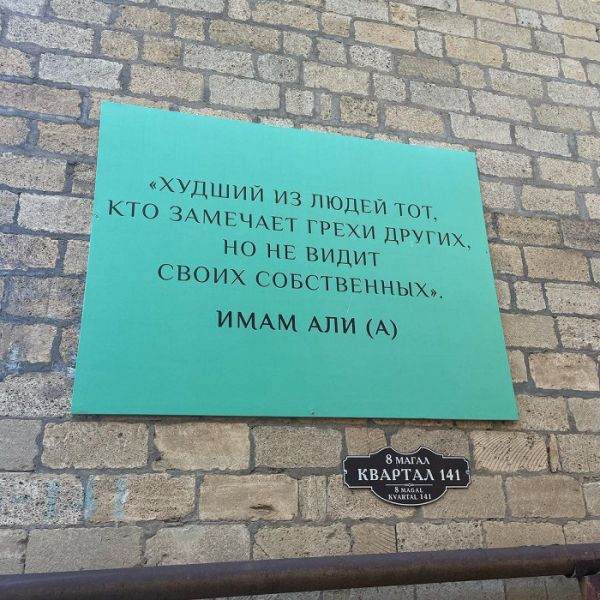 «ХУДШИЙ ИЗ ЛЮДЕЙ ТОТ,
КТО ЗАМЕЧАЕТ ГРЕХИ ДРУГИХ,
НО НЕ ВИДИТ
СВОИХ СОБСТВЕННЫХ».
ИМАМ АЛИ (А)
8 МАГАЛ
КВАРТАЛ 141
8 MAGAL
KVARTAL 141